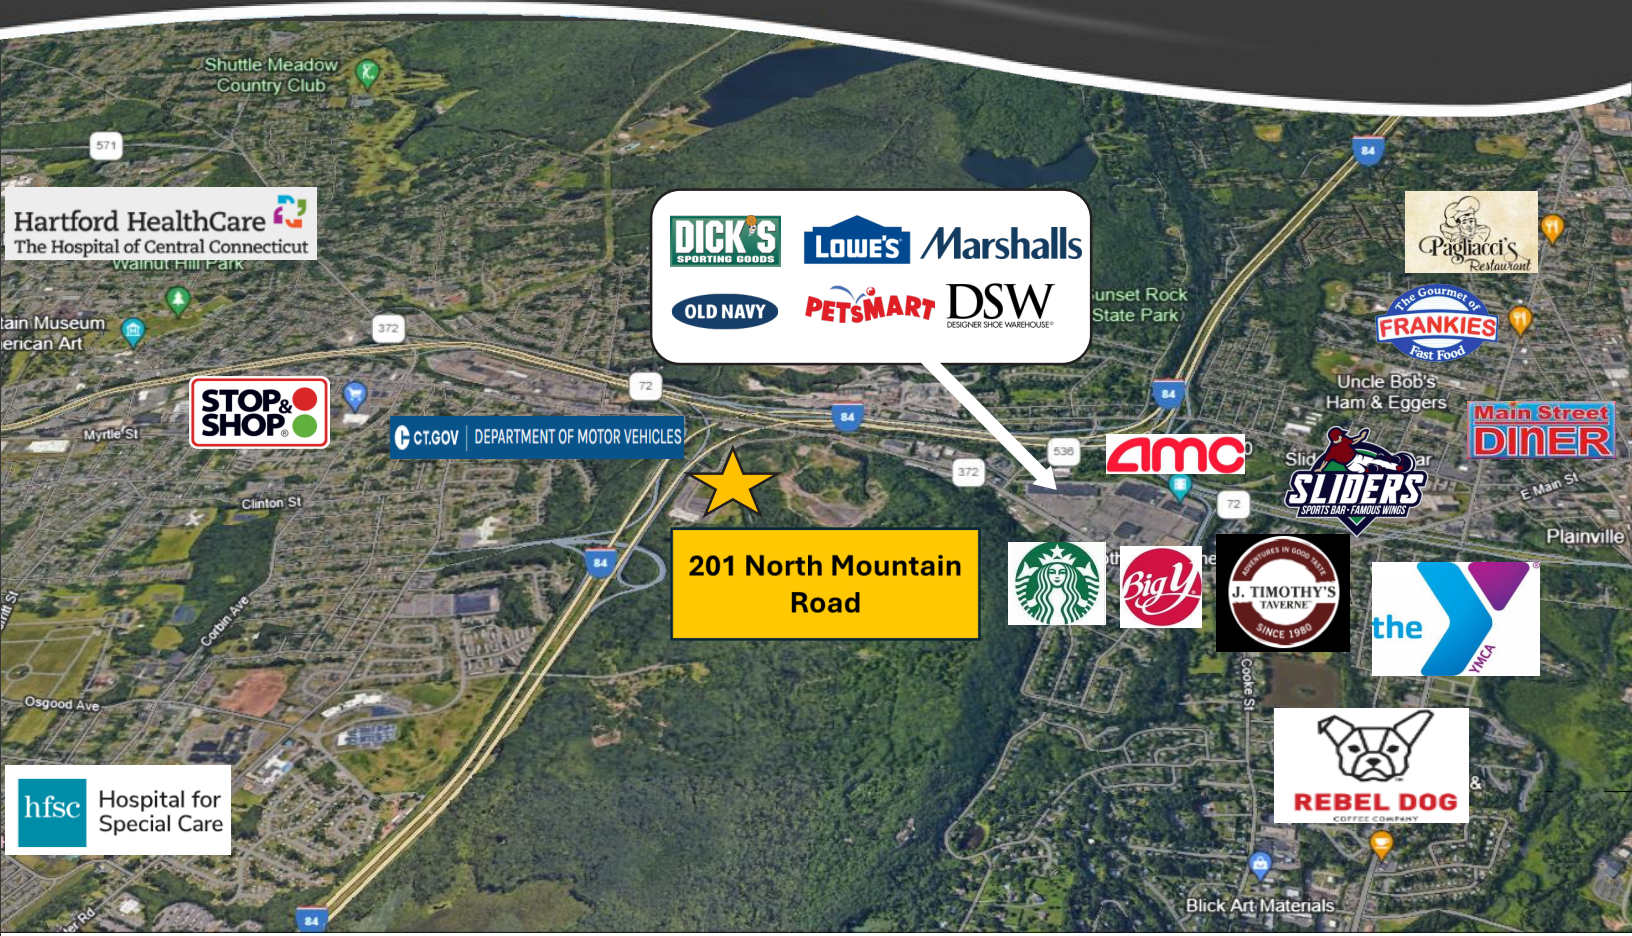 Shuttle Meadow
Country Club
571
84
Hartford HealthCare
The Hospital of Central Connecticut
Walnut Hill Park
DICK'S
SPORTING GOODS
LOWE'S
Marshalls
OLD NAVY
PETSMART
DSW
DESIGNER SHOE WAREHOUSE®
unset Rock
State Park
Pagliacci's
Restaurant
The Gourmet of
FRANKIES
Fast Food
tain Museum
erican Art
372
72
84
84
Uncle Bob's
Ham & Eggers
Main Street
DINER
STOP&
SHOP®
Myrtle St
CT.GOV | DEPARTMENT OF MOTOR VEHICLES
536
amc
372
Slid
ar
SLIDERS
SPORTS BAR • FAMOUS WINGS
E Main St
72
Clinton St
Plainville
84
201 North Mountain
Road
Big Y
ADVENTURES IN GOOD TASTE
J. TIMOTHY'S
TAVERNE
SINCE 1980
the
YMCA
Corbin Ave
Cooke St
Osgood Ave
hfsc
Hospital for
Special Care
REBEL DOG
COFFEE COMPANY
&
84
Blick Art Materials